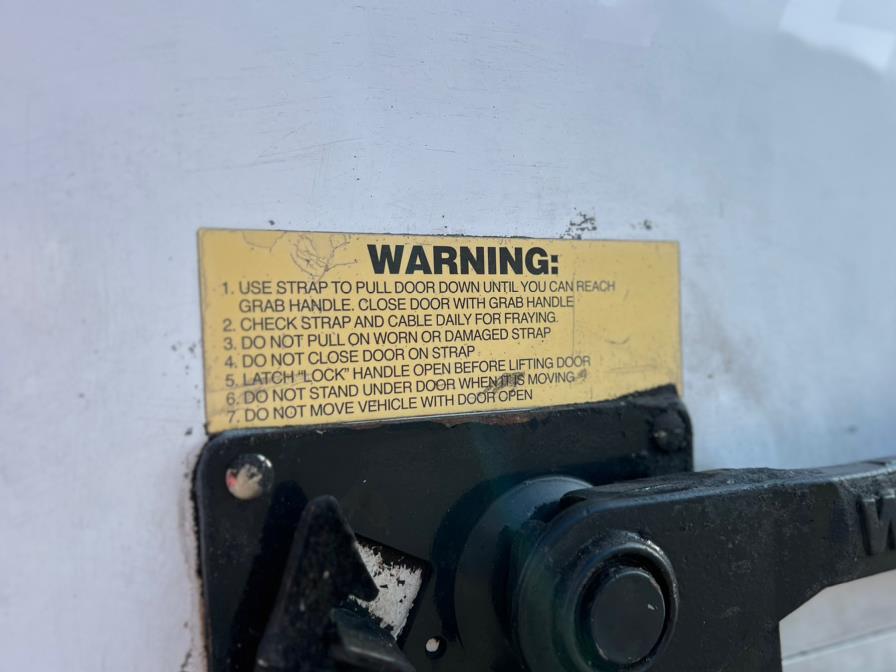 WARNING:
1. USE STRAP TO PULL DOOR DOWN UNTIL YOU CAN REACH
GRAB HANDLE. CLOSE DOOR WITH GRAB HANDLE
2. CHECK STRAP AND CABLE DAILY FOR FRAYING.
3. DO NOT PULL ON WORN OR DAMAGED STRAP
4. DO NOT CLOSE DOOR ON STRAP
5. LATCH "LOCK" HANDLE OPEN BEFORE LIFTING DOOR
6. DO NOT STAND UNDER DOOR WHEN IT IS MOVING
7. DO NOT MOVE VEHICLE WITH DOOR OPEN